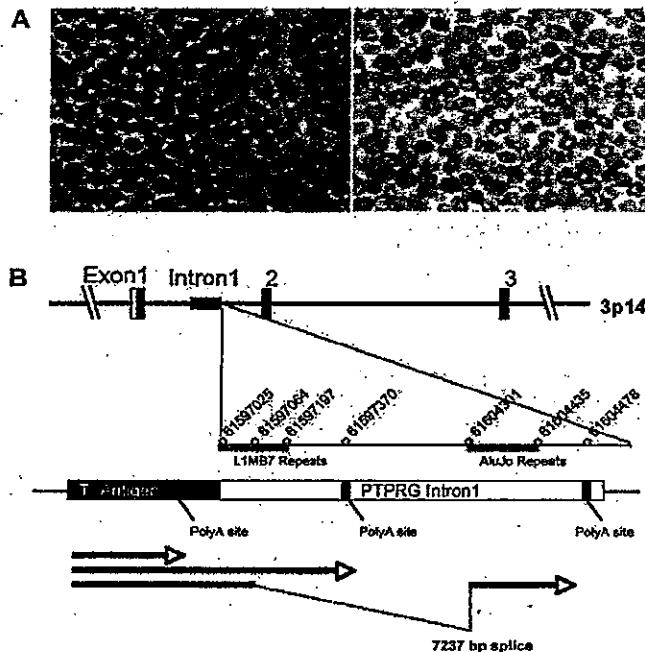 A
B
Exon1 Intron1 2 3
3p14
61597025 61597064 61597197 61597370 61604301 61604435 61604478
L1MB7 Repeats AluJo Repeats
T Antigen PTPRG Intron1
PolyA site PolyA site PolyA site
7237 bp splice